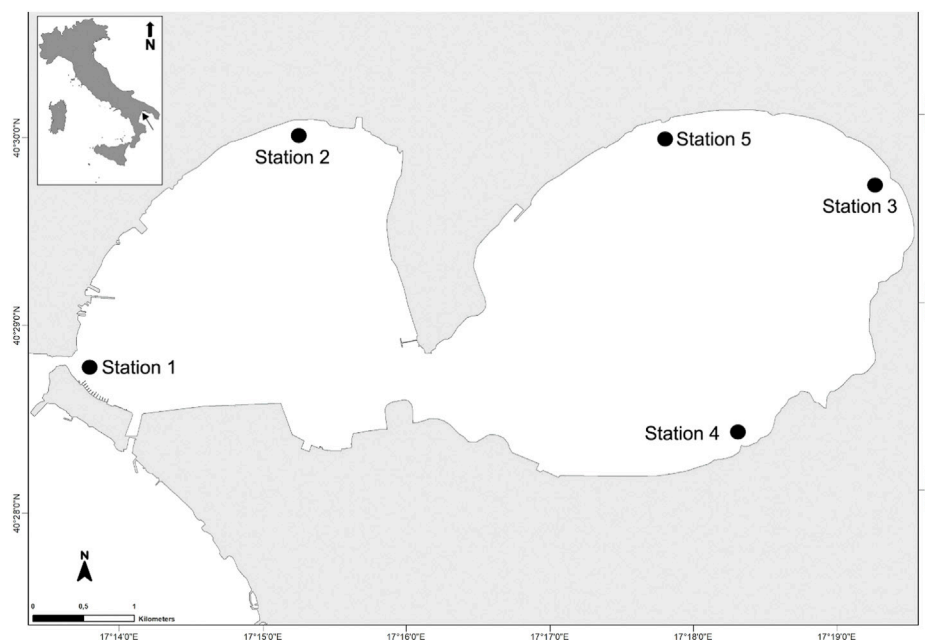 N
40°30'0"N
Station 2
Station 5
Station 3
40°29'0"N
Station 1
Station 4
40°28'0"N
N
0 0,5 1
Kilometers
17°14'0"E 17°15'0"E 17°16'0"E 17°17'0"E 17°18'0"E 17°19'0"E